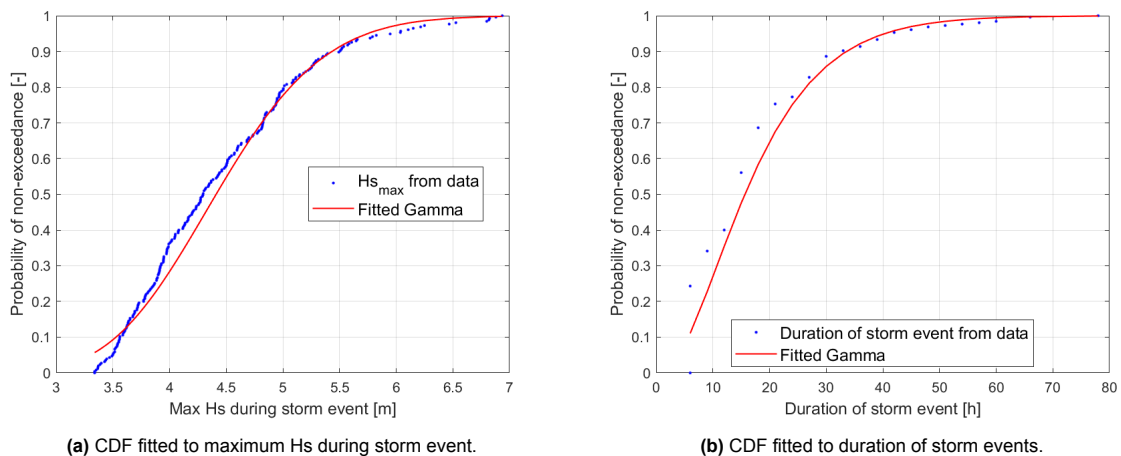 1
0.9
0.8
0.7
0.6
0.5
0.4
0.3
0.2
0.1
0
Probability of non-exceedance [-]
Hs_max from data
Fitted Gamma
3 3.5 4 4.5 5 5.5 6 6.5 7
Max Hs during storm event [m]
(a) CDF fitted to maximum Hs during storm event.
1
0.9
0.8
0.7
0.6
0.5
0.4
0.3
0.2
0.1
0
Probability of non-exceedance [-]
Duration of storm event from data
Fitted Gamma
0 10 20 30 40 50 60 70 80
Duration of storm event [h]
(b) CDF fitted to duration of storm events.